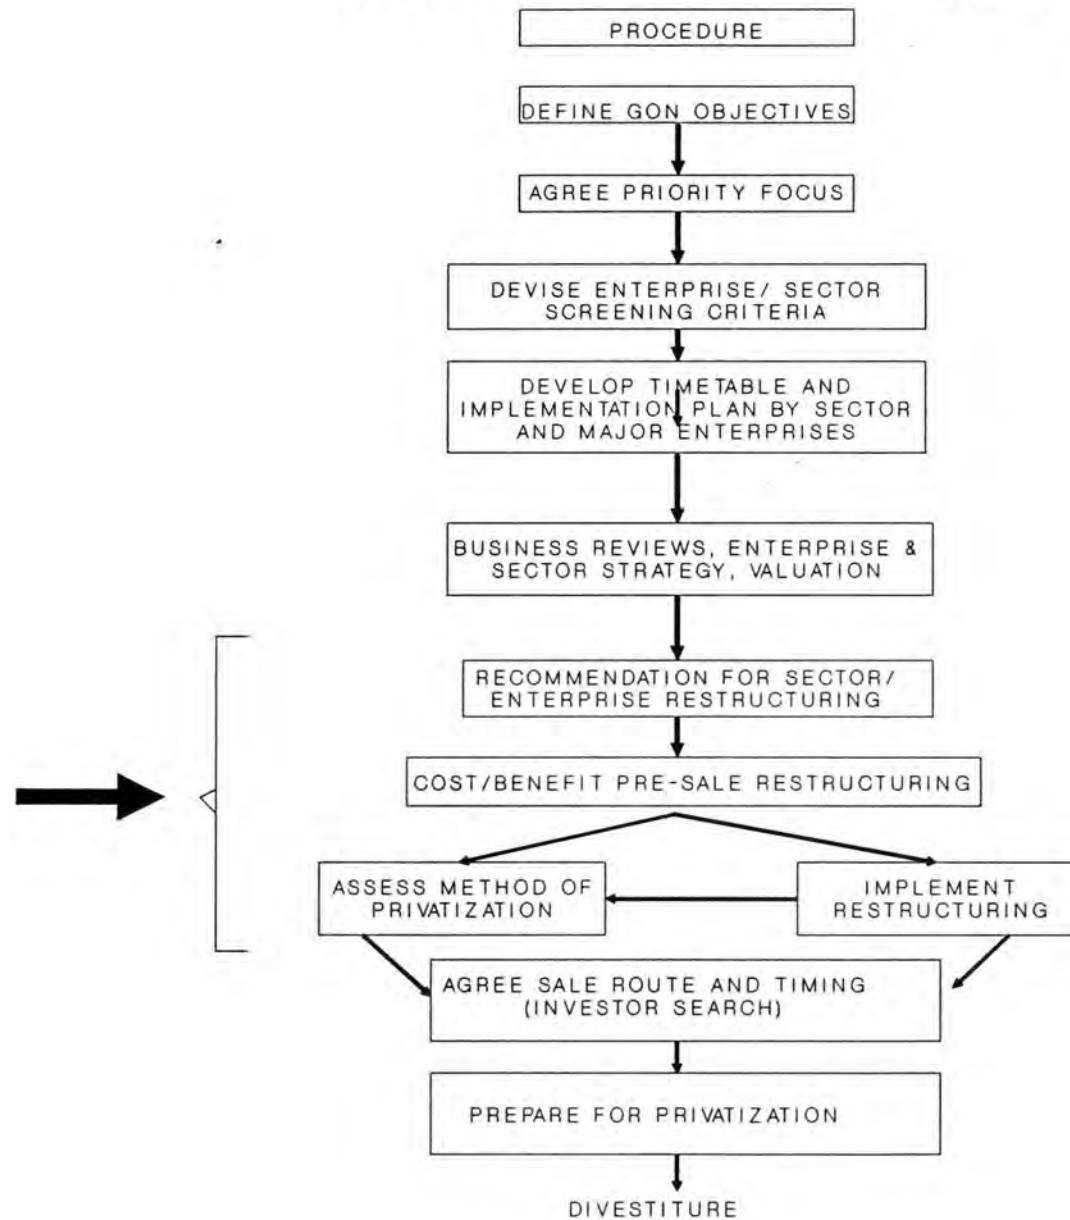 PROCEDURE
DEFINE GON OBJECTIVES
AGREE PRIORITY FOCUS
DEVISE ENTERPRISE/ SECTOR
SCREENING CRITERIA
DEVELOP TIMETABLE AND
IMPLEMENTATION PLAN BY SECTOR
AND MAJOR ENTERPRISES
BUSINESS REVIEWS, ENTERPRISE &
SECTOR STRATEGY, VALUATION
RECOMMENDATION FOR SECTOR/
ENTERPRISE RESTRUCTURING
COST/BENEFIT PRE-SALE RESTRUCTURING
ASSESS METHOD OF
PRIVATIZATION
IMPLEMENT
RESTRUCTURING
AGREE SALE ROUTE AND TIMING
(INVESTOR SEARCH)
PREPARE FOR PRIVATIZATION
DIVESTITURE